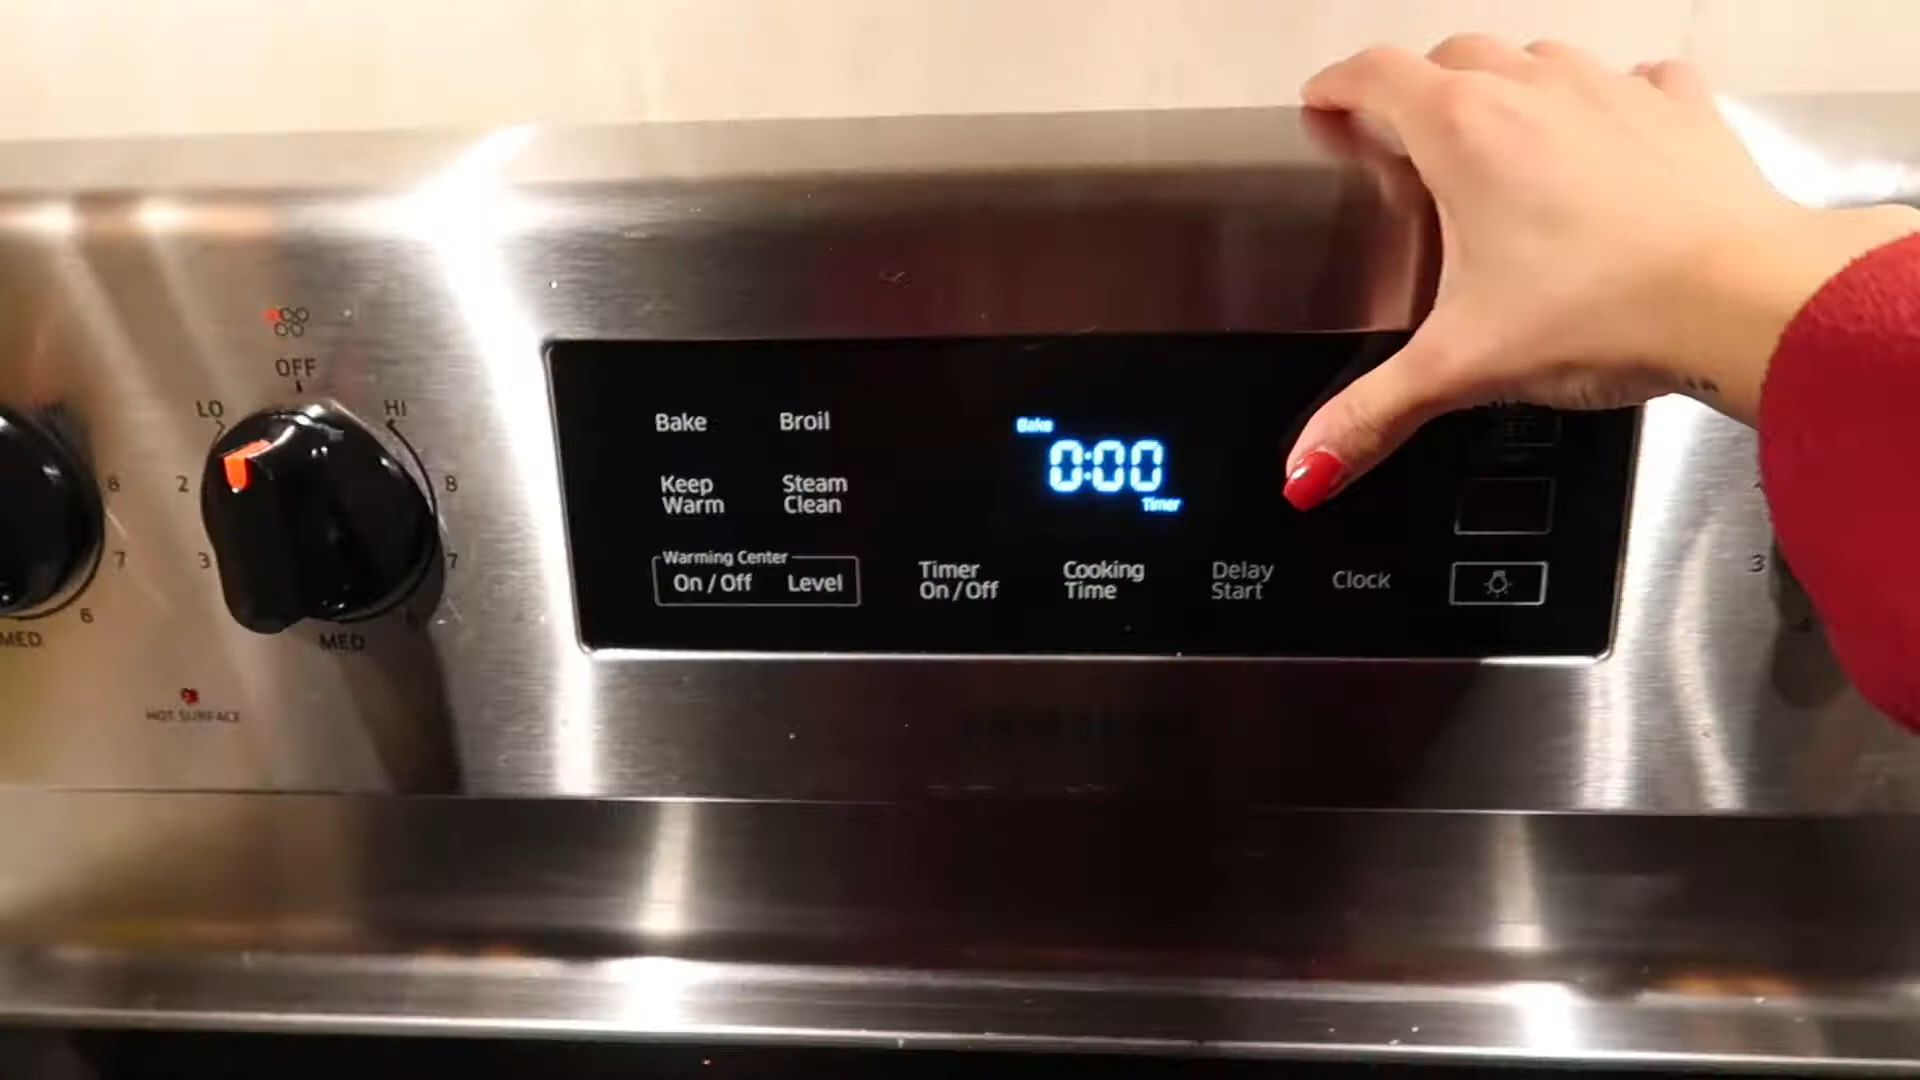 OFF
LO
HI
2
8
3
7
MED
8
7
6
MED
HOT SURFACE
Bake
Broil
Keep
Warm
Steam
Clean
Warming Center
On / Off
Level
Bake
0:00
Timer
Timer
On / Off
Cooking
Time
Delay
Start
Clock
3